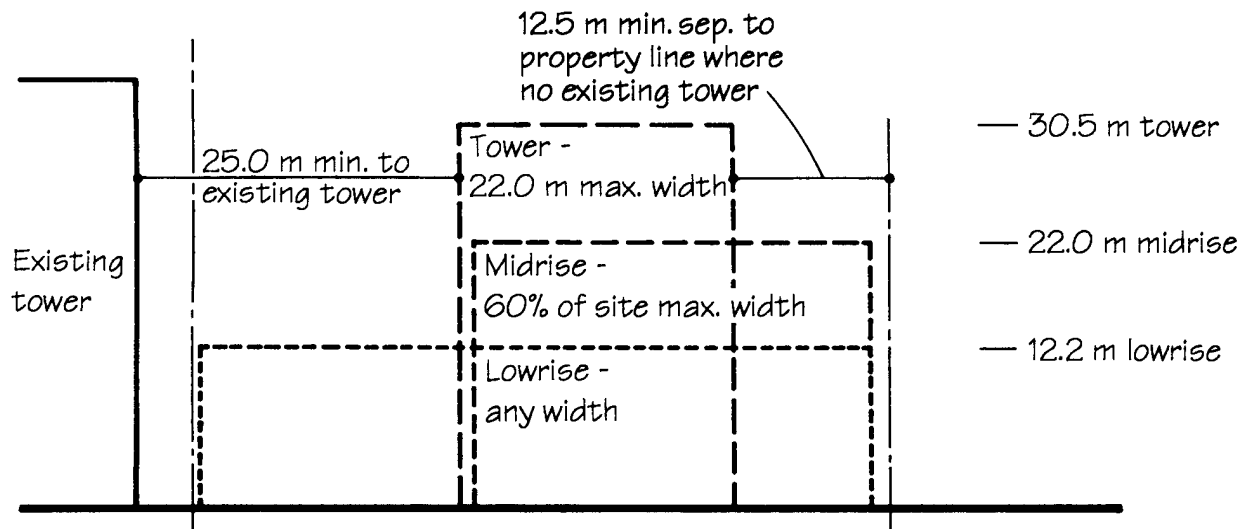 12.5 m min. sep. to
property line where
no existing tower
30.5 m tower
Tower -
22.0 m max. width
25.0 m min. to
existing tower
22.0 m midrise
Existing
tower
Midrise -
60% of site max. width
12.2 m lowrise
Lowrise -
any width